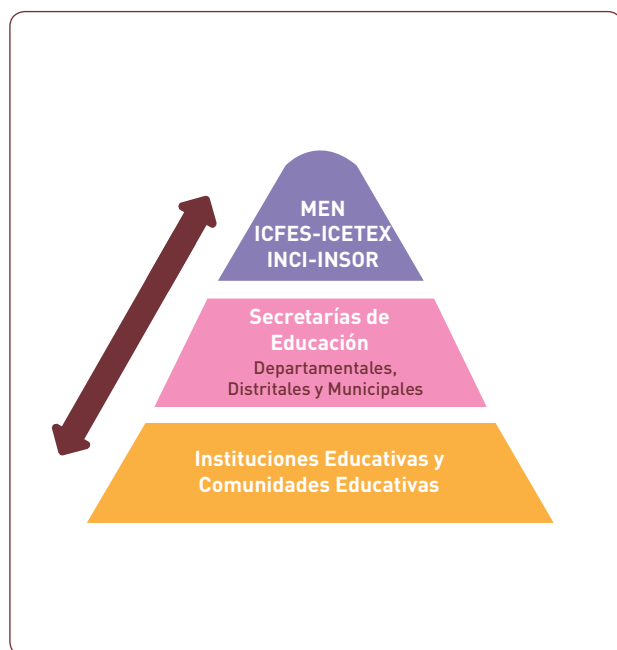 MEN
ICFES-ICETEX
INCI-INSOR
Secretarías de
Educación
Departamentales,
Distritales y Municipales
Instituciones Educativas y
Comunidades Educativas